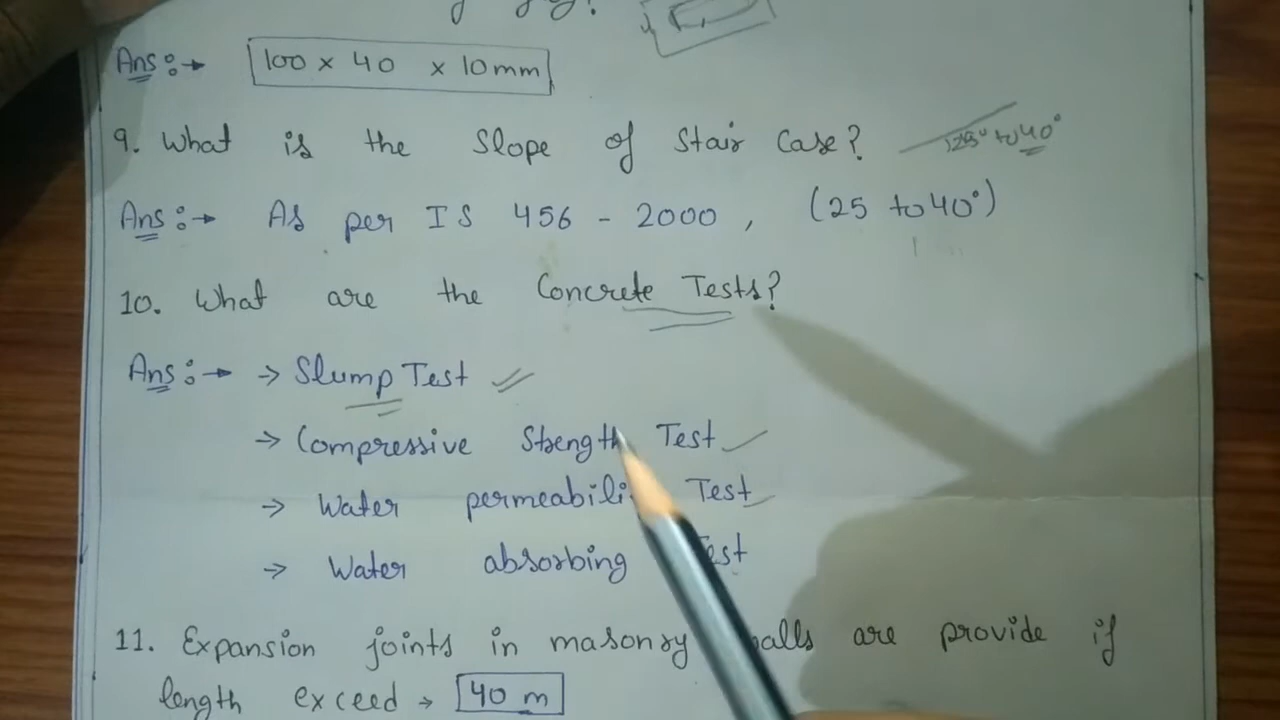 Ans:→ 100 × 40 × 10mm
9. What is the Slope of Stair Case? 25° to 40°
Ans:→ As per IS 456 - 2000, (25 to 40°)
10. What are the Concrete Tests?
Ans:→ → Slump Test
→ Compressive Strength Test
→ Water Test
→ Water absorbing Test
11. Expansion joints in masonry walls are provide if
length exceed → 40 m